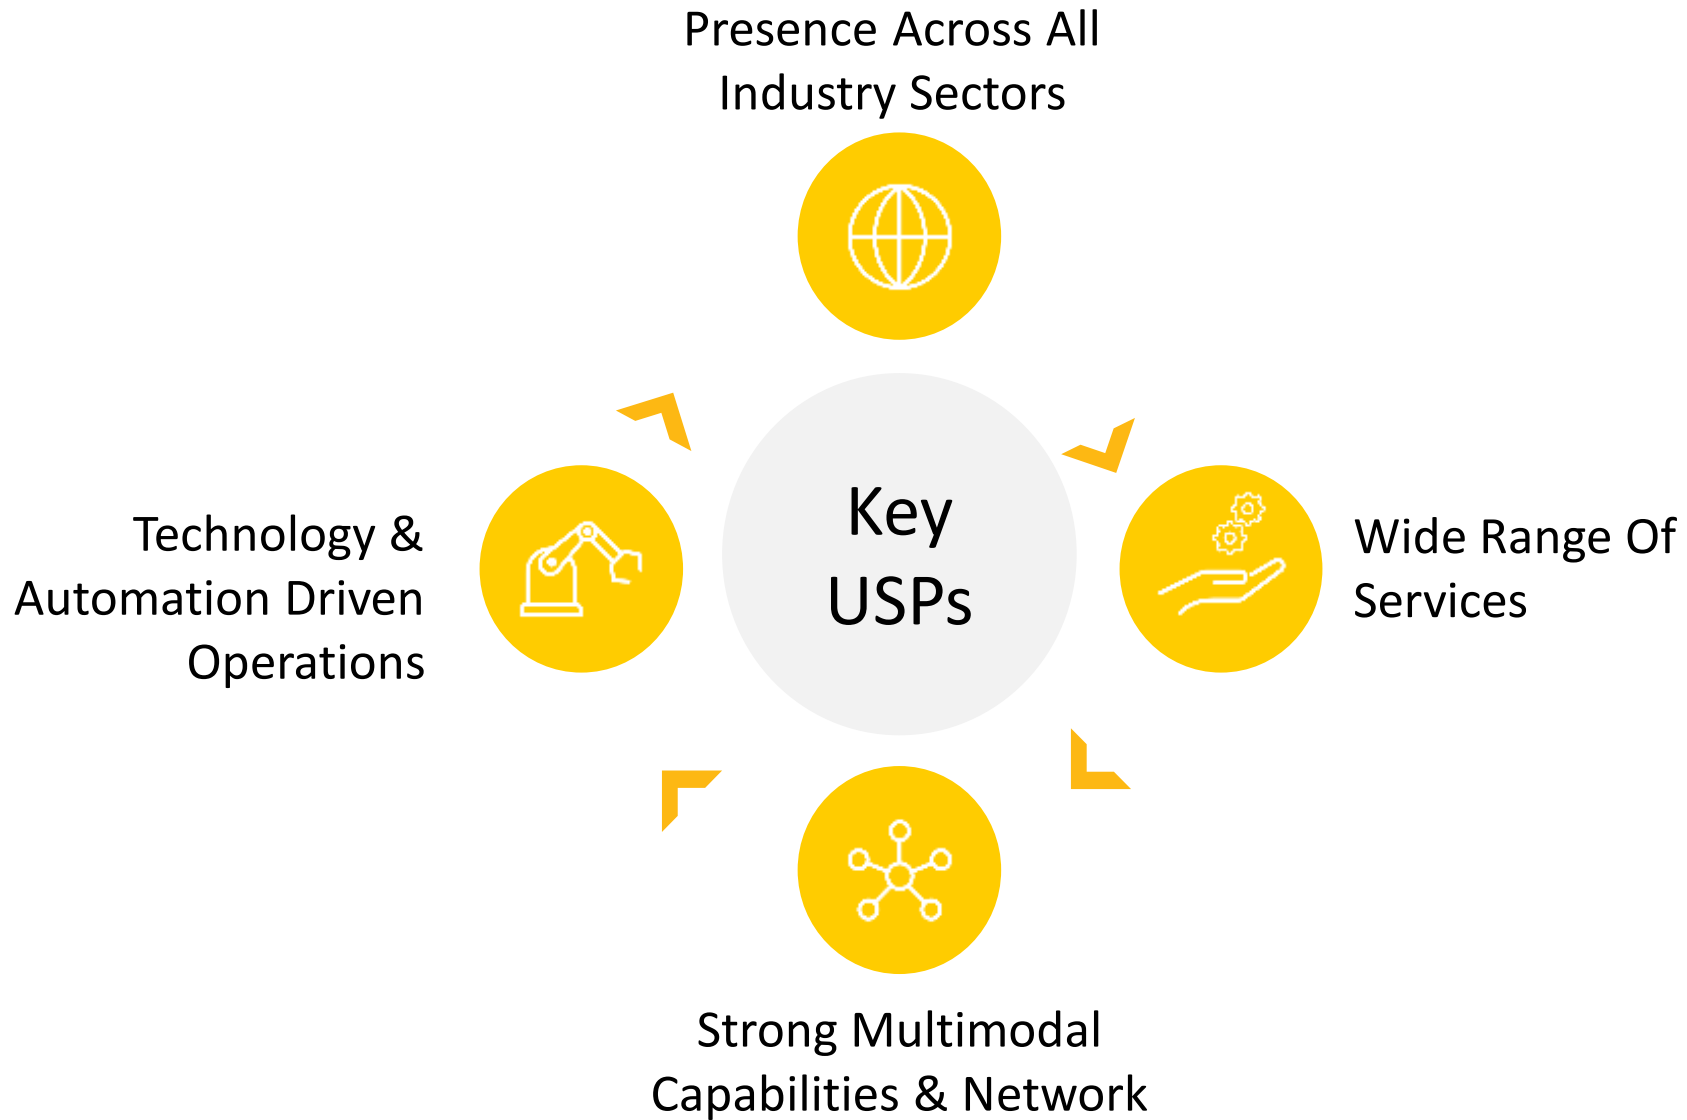 Presence Across All
Industry Sectors
Key
USPs
Technology &
Automation Driven
Operations
Wide Range Of
Services
Strong Multimodal
Capabilities & Network